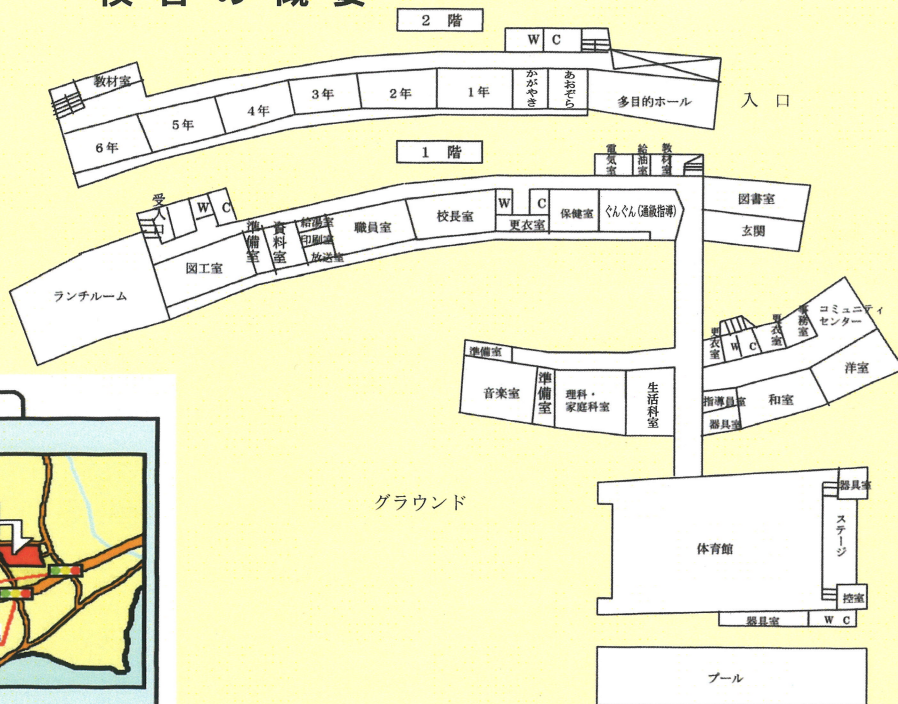 校舎の概要
2 階
W C
教材室
6年
5年
4年
3年
2年
1年
かがやき
あおぞら
多目的ホール
入 口
1 階
電気室
給油室
教材室
受入口
W C
ランチルーム
図工室
準備室
資料室
給湯室
印刷室
放送室
職員室
校長室
W C
更衣室
保健室
ぐんぐん(通級指導)
図書室
玄関
準備室
音楽室
準備室
理科・
家庭科室
生活科室
更衣室
W C
更衣室
事務室
コミュニティ
センター
洋室
和室
指導員室
器具室
グラウンド
体育館
器具室
ステージ
控室
器具室
W C
プール